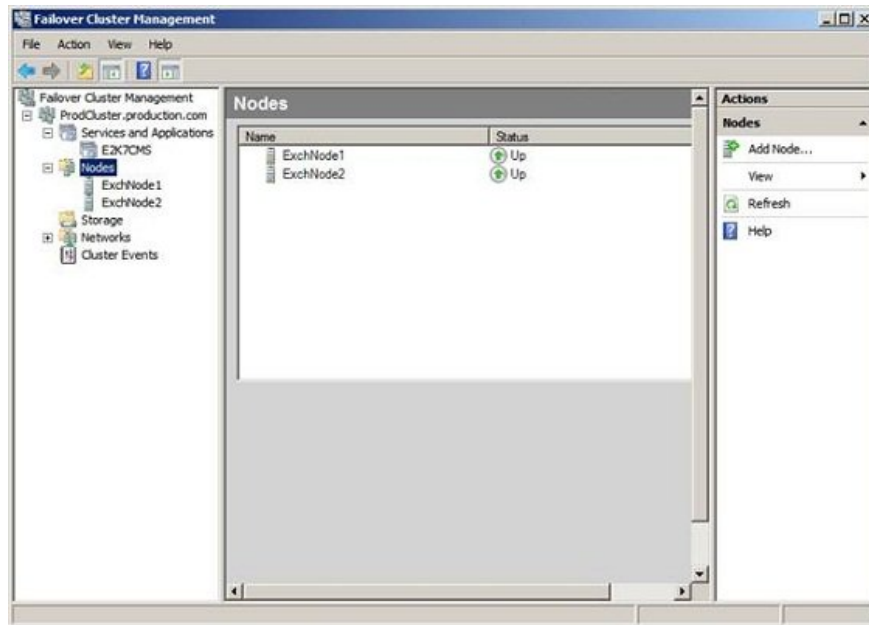 Failover Cluster Management
File Action View Help
Failover Cluster Management
ProdCluster.production.com
Services and Applications
E2K7CMS
Nodes
ExchNode1
ExchNode2
Storage
Networks
Cluster Events
Nodes
Name Status
ExchNode1 Up
ExchNode2 Up
Actions
Nodes
Add Node...
View
Refresh
Help